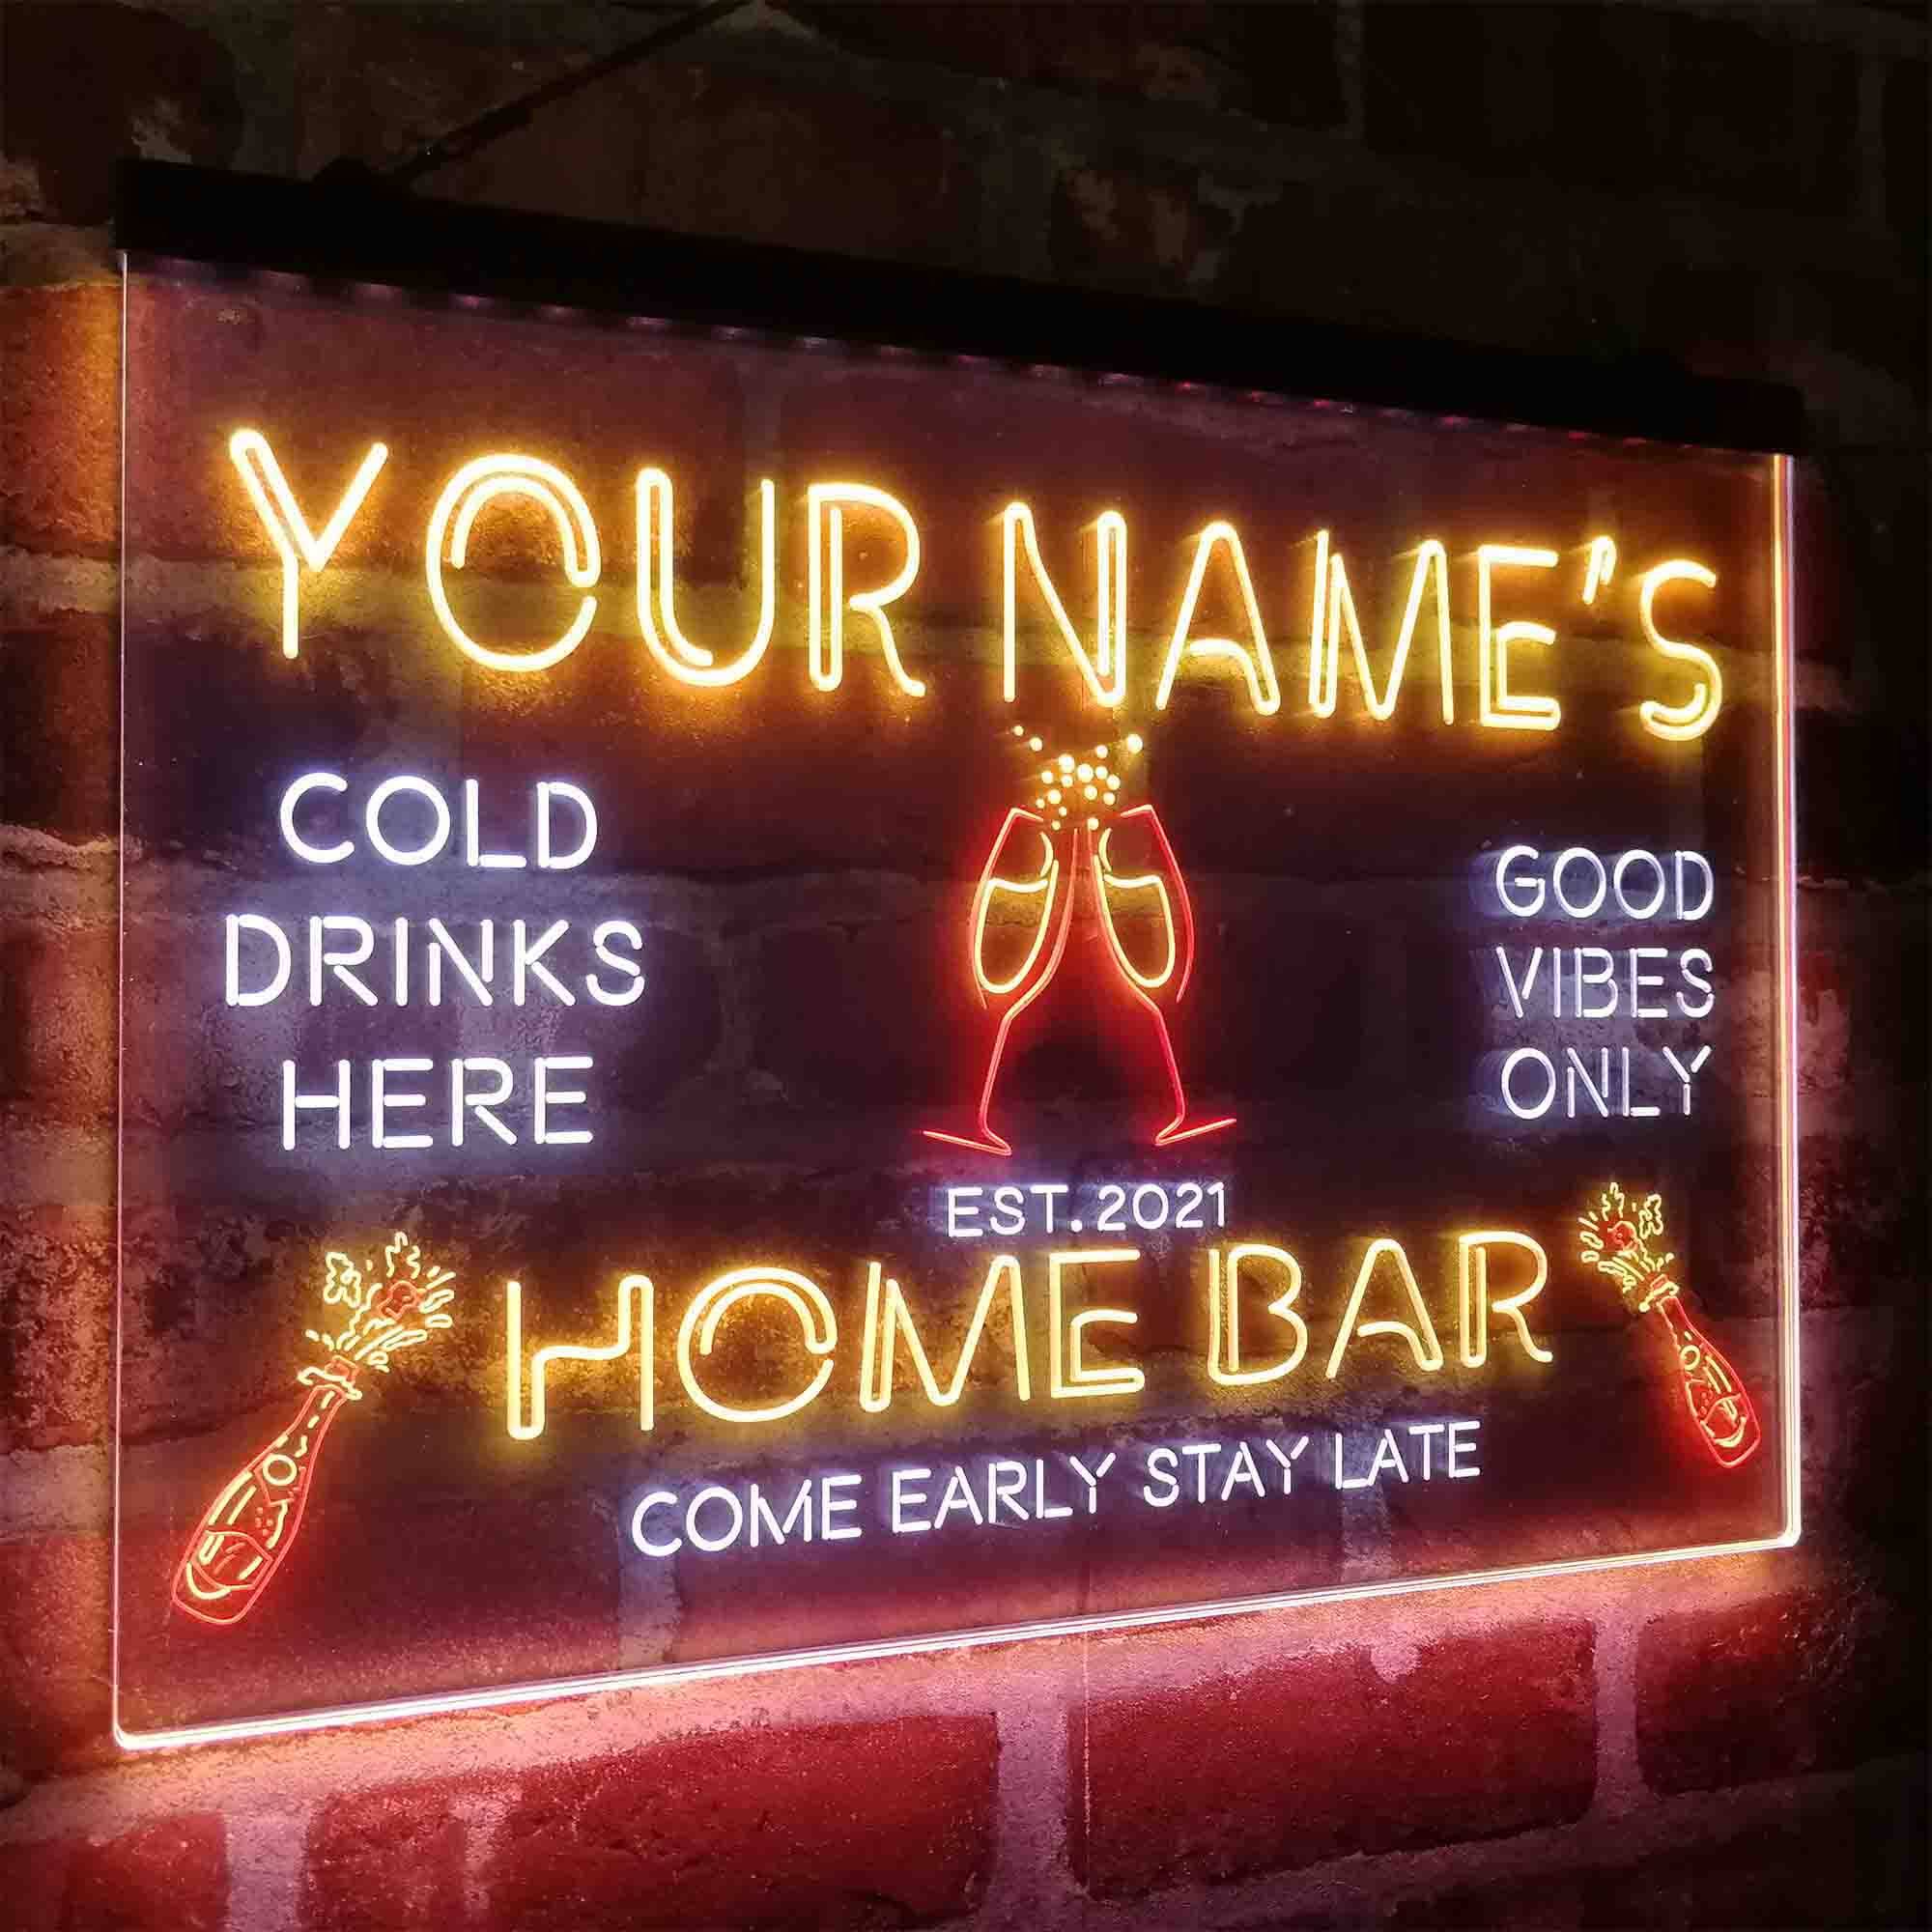 YOUR NAME'S
COLD
DRINKS
HERE
GOOD
VIBES
ONLY
EST.2021
HOME BAR
COME EARLY STAY LATE